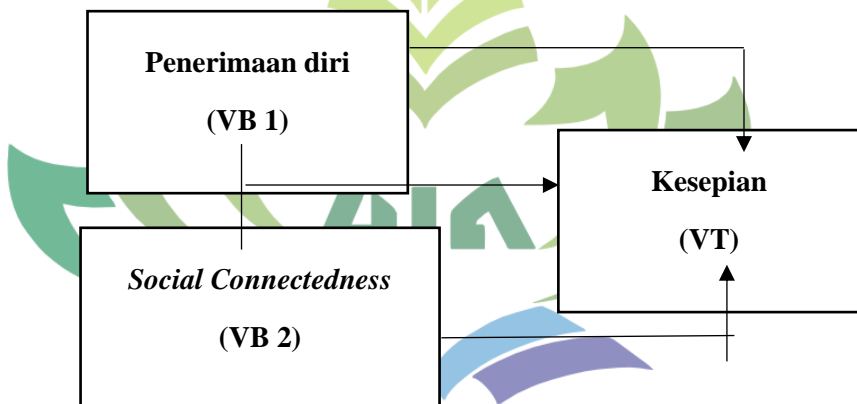 Penerimaan diri
(VB 1)
Kesepian
(VT)
Social Connectedness
(VB 2)